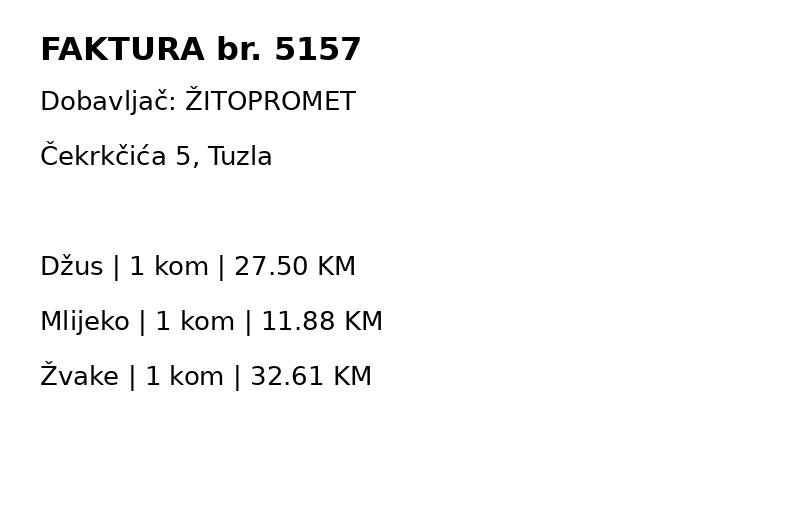 FAKTURA br. 5157
Dobavljač: ŽITOPROMET
Čekrkčića 5, Tuzla
Džus | 1 kom | 27.50 KM
Mlijeko | 1 kom | 11.88 KM
Žvake | 1 kom | 32.61 KM